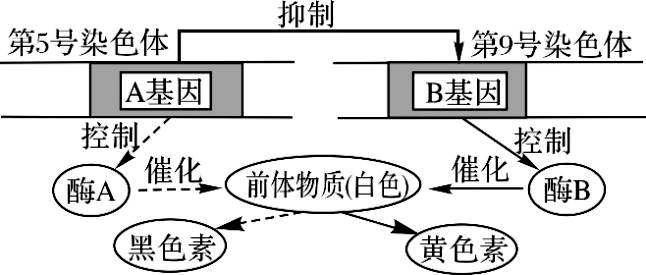 抑制
第5号染色体
第9号染色体
A基因
B基因
控制
控制
酶A
催化
前体物质(白色)
催化
酶B
黑色素
黄色素